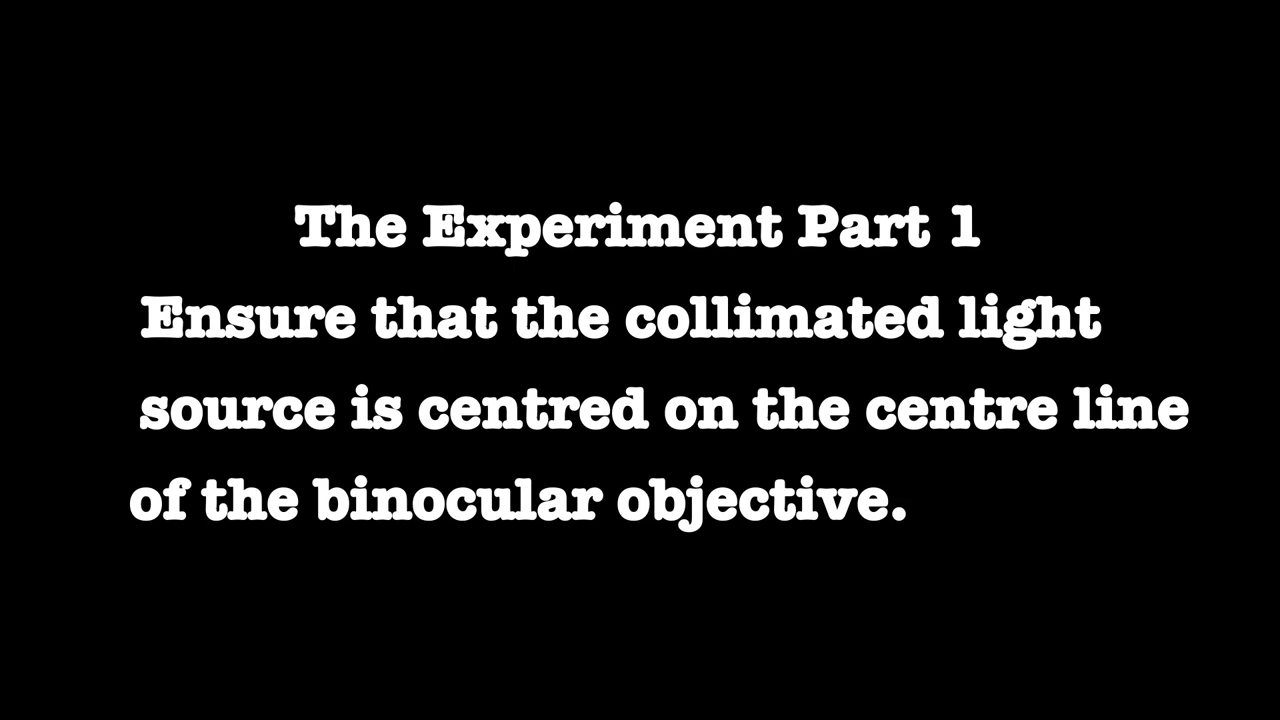 The Experiment Part 1
Ensure that the collimated light
source is centred on the centre line
of the binocular objective.